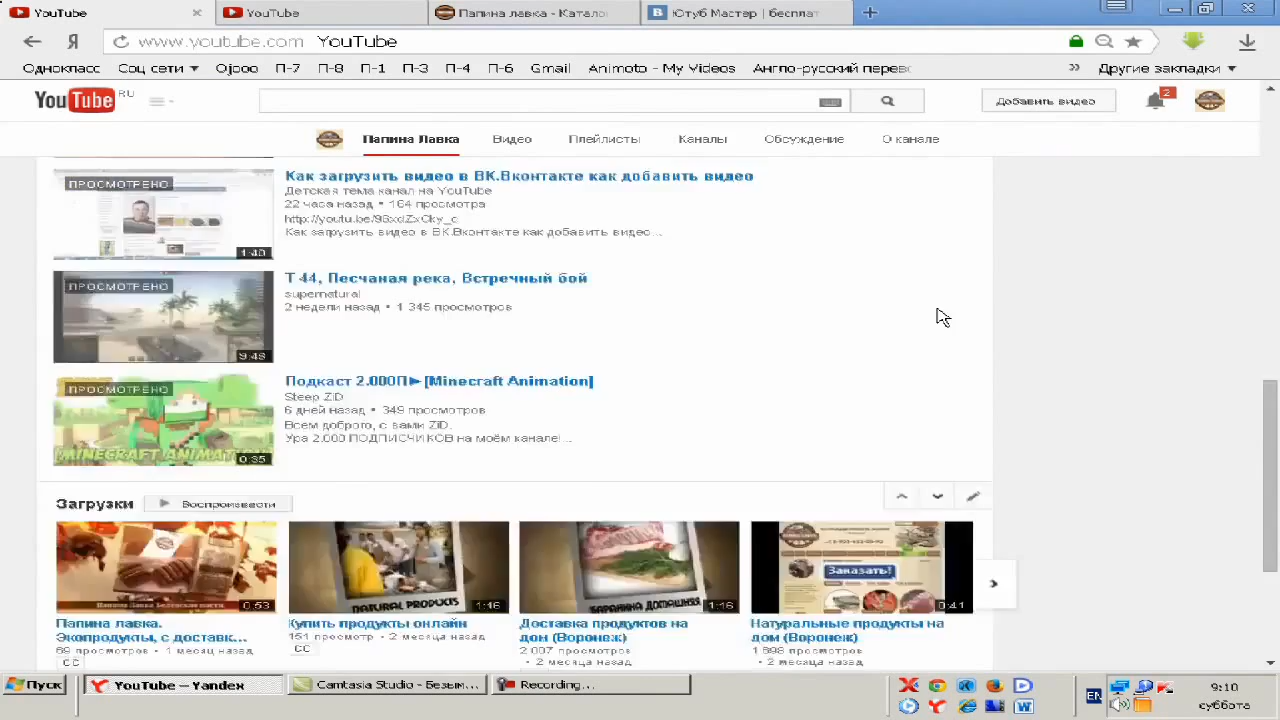 YouTube
YouTube
Папина лавка - Каталог
Ютуб Мастер | бесплат
Я
www.youtube.com YouTube
Однокласс
Соц сети
Ojooo
П-7
П-8
П-1
П-3
П-4
П-6
Gmail
Animoto - My Videos
Англо-русский перевс
Другие закладки
YouTube RU
Добавить видео
2
Папина Лавка
Видео
Плейлисты
Каналы
Обсуждение
О канале
ПРОСМОТРЕНО
1:40
Как загрузить видео в ВК.Вконтакте как добавить видео
Детская тема канал на YouTube
22 часа назад • 164 просмотра
Как загрузить видео в ВК.Вконтакте как добавить видео...
ПРОСМОТРЕНО
9:48
Т 44, Песчаная река, Встречный бой
supernatural
2 недели назад • 1 345 просмотров
ПРОСМОТРЕНО
MINECRAFT ANIMAT
0:35
Подкаст 2.000П►[Minecraft Animation]
Steep ZiD
6 дней назад • 349 просмотров
Всем доброго, с вами ZiD.
Ура 2.000 ПОДПИСЧИКОВ на моём канале!...
Загрузки
Воспроизвести
0:53
NATURAL PRODUCTS
1:16
1:16
Заказать!
0:41
Папина лавка.
Экопродукты, с доставк...
69 просмотров • 1 месяц назад
CC
Купить продукты онлайн
151 просмотр • 2 месяца назад
CC
Доставка продуктов на
дом (Воронеж)
2 007 просмотров
• 2 месяца назад
Натуральные продукты на
дом (Воронеж)
• 2 месяца назад
Пуск
YouTube — Yandex
Camtasia Studio - Безым...
Recording...
EN
9:10
суббота